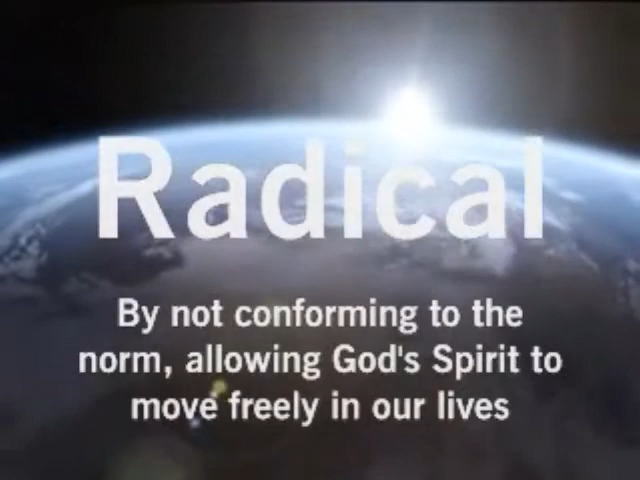 Radical
By not conforming to the
norm, allowing God's Spirit to
move freely in our lives